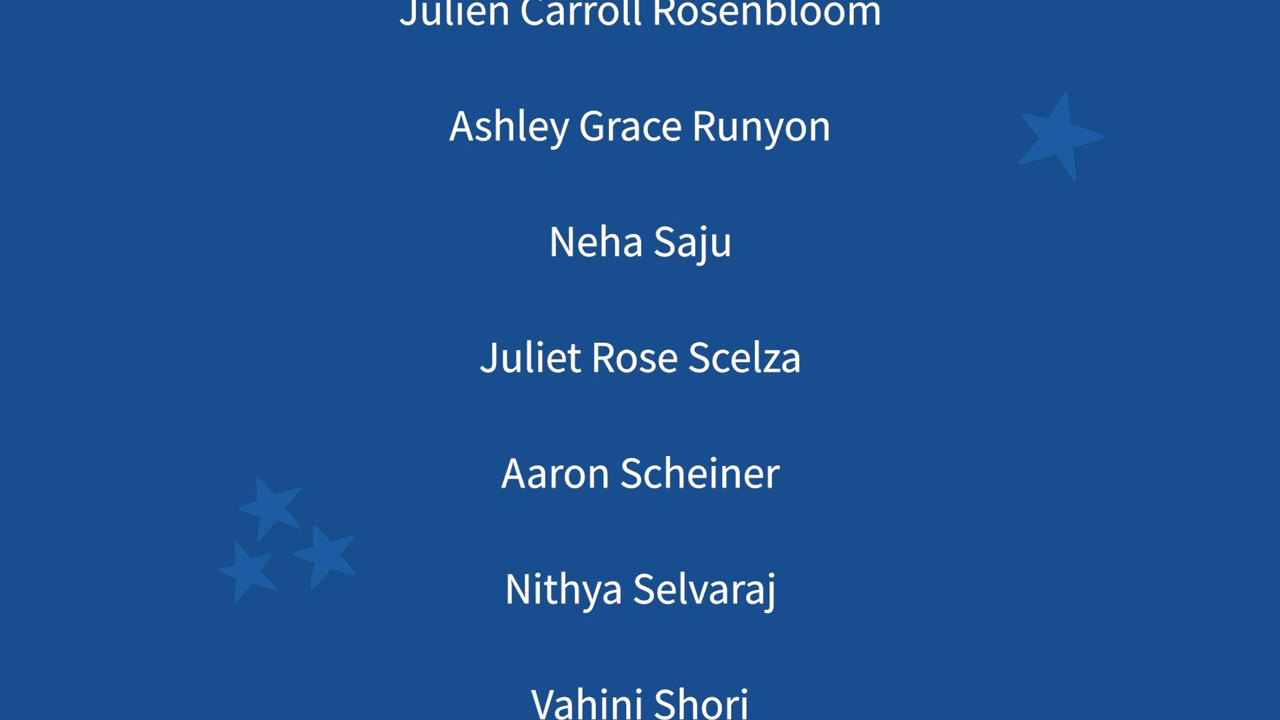 Julien Carroll Rosenbloom
Ashley Grace Runyon
Neha Saju
Juliet Rose Scelza
Aaron Scheiner
Nithya Selvaraj
Vahini Shori